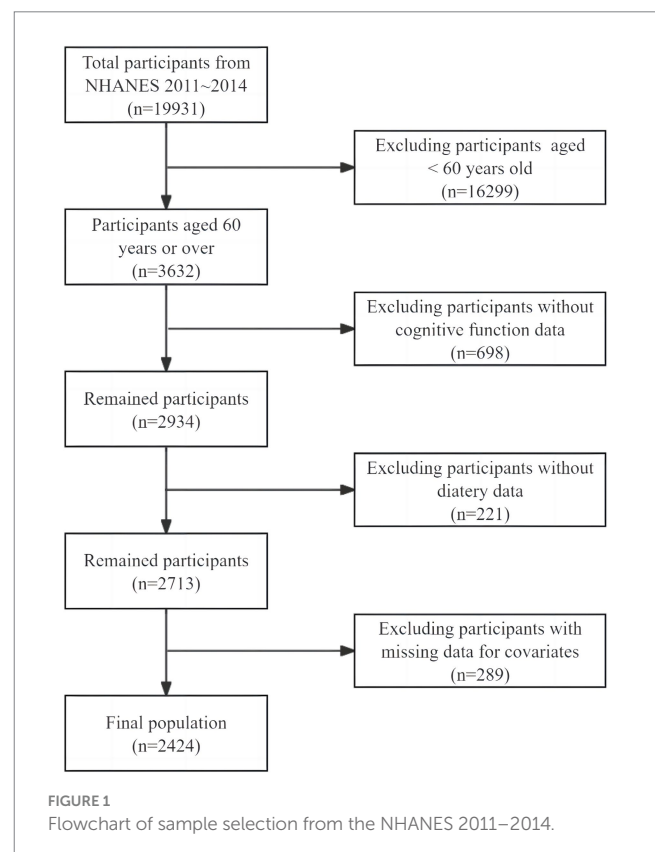 Total participants from
NHANES 2011~2014
(n=19931)
Excluding participants aged
< 60 years old
(n=16299)
Participants aged 60
years or over
(n=3632)
Excluding participants without
cognitive function data
(n=698)
Remained participants
(n=2934)
Excluding participants without
diatery data
(n=221)
Remained participants
(n=2713)
Excluding participants with
missing data for covariates
(n=289)
Final population
(n=2424)
FIGURE 1
Flowchart of sample selection from the NHANES 2011–2014.